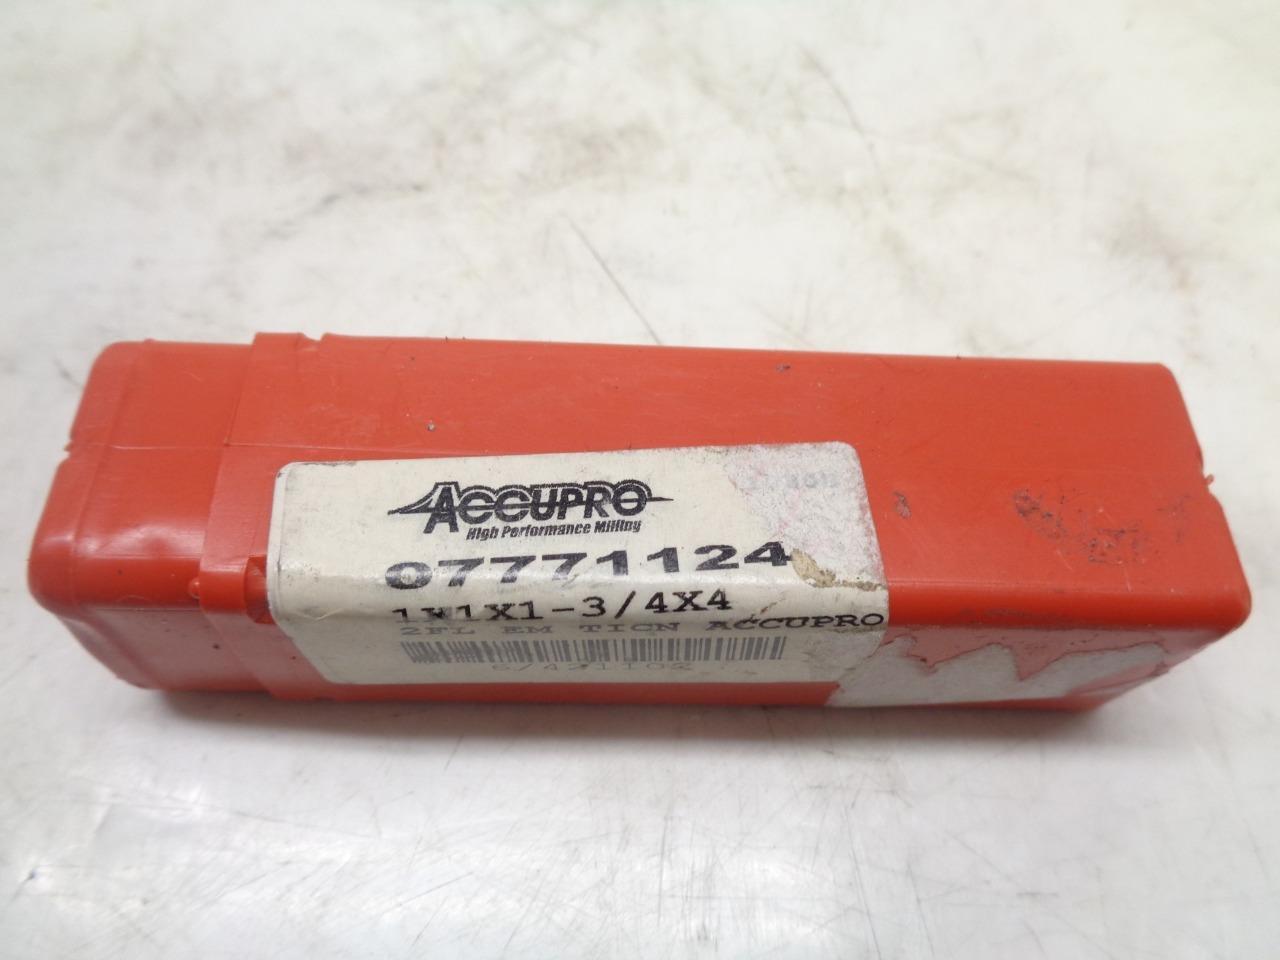 ACCUPRO
High Performance Milling
07771124
1X1X1-3/4X4
2FL EM TICN ACCUPRO